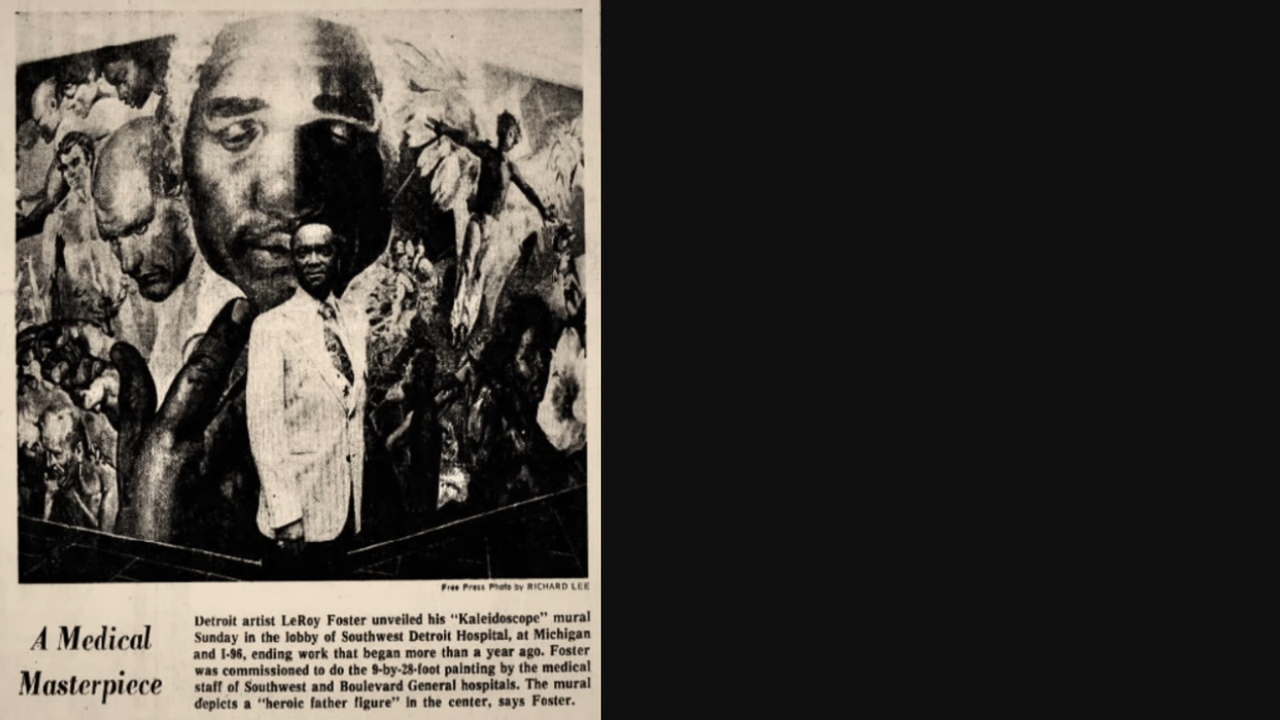 Free Press Photo by RICHARD LEE
A Medical
Masterpiece
Detroit artist LeRoy Foster unveiled his “Kaleidoscope” mural
Sunday in the lobby of Southwest Detroit Hospital, at Michigan
and I-96, ending work that began more than a year ago. Foster
was commissioned to do the 9-by-28-foot painting by the medical
staff of Southwest and Boulevard General hospitals. The mural
depicts a “heroic father figure” in the center, says Foster.